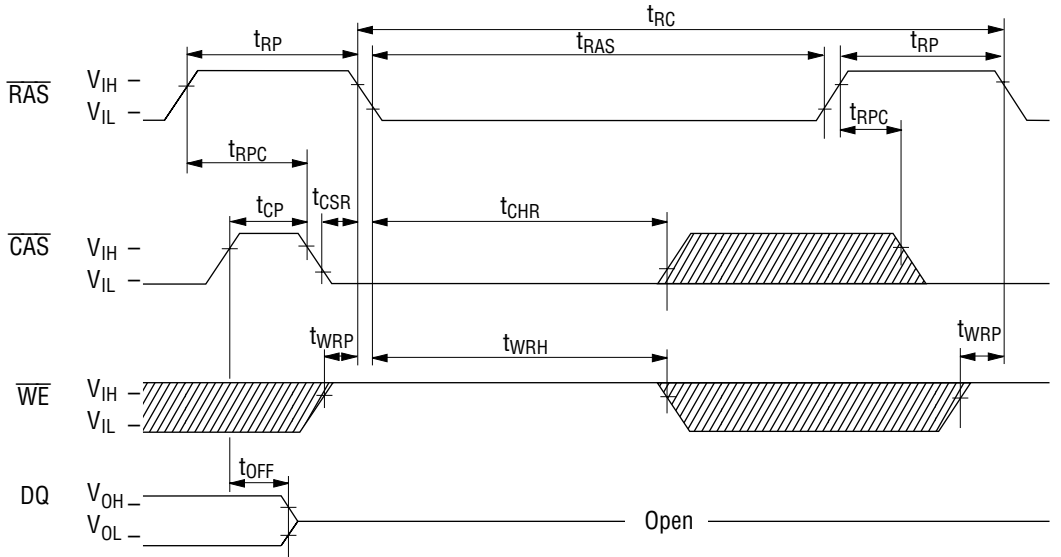 tRC
tRP
tRAS
tRP
RAS
VIH
VIL
tRPC
tRPC
tCP
tCSR
tCHR
CAS
VIH
VIL
tWRP
tWRH
tWRP
WE
VIH
VIL
tOFF
DQ
VOH
VOL
Open